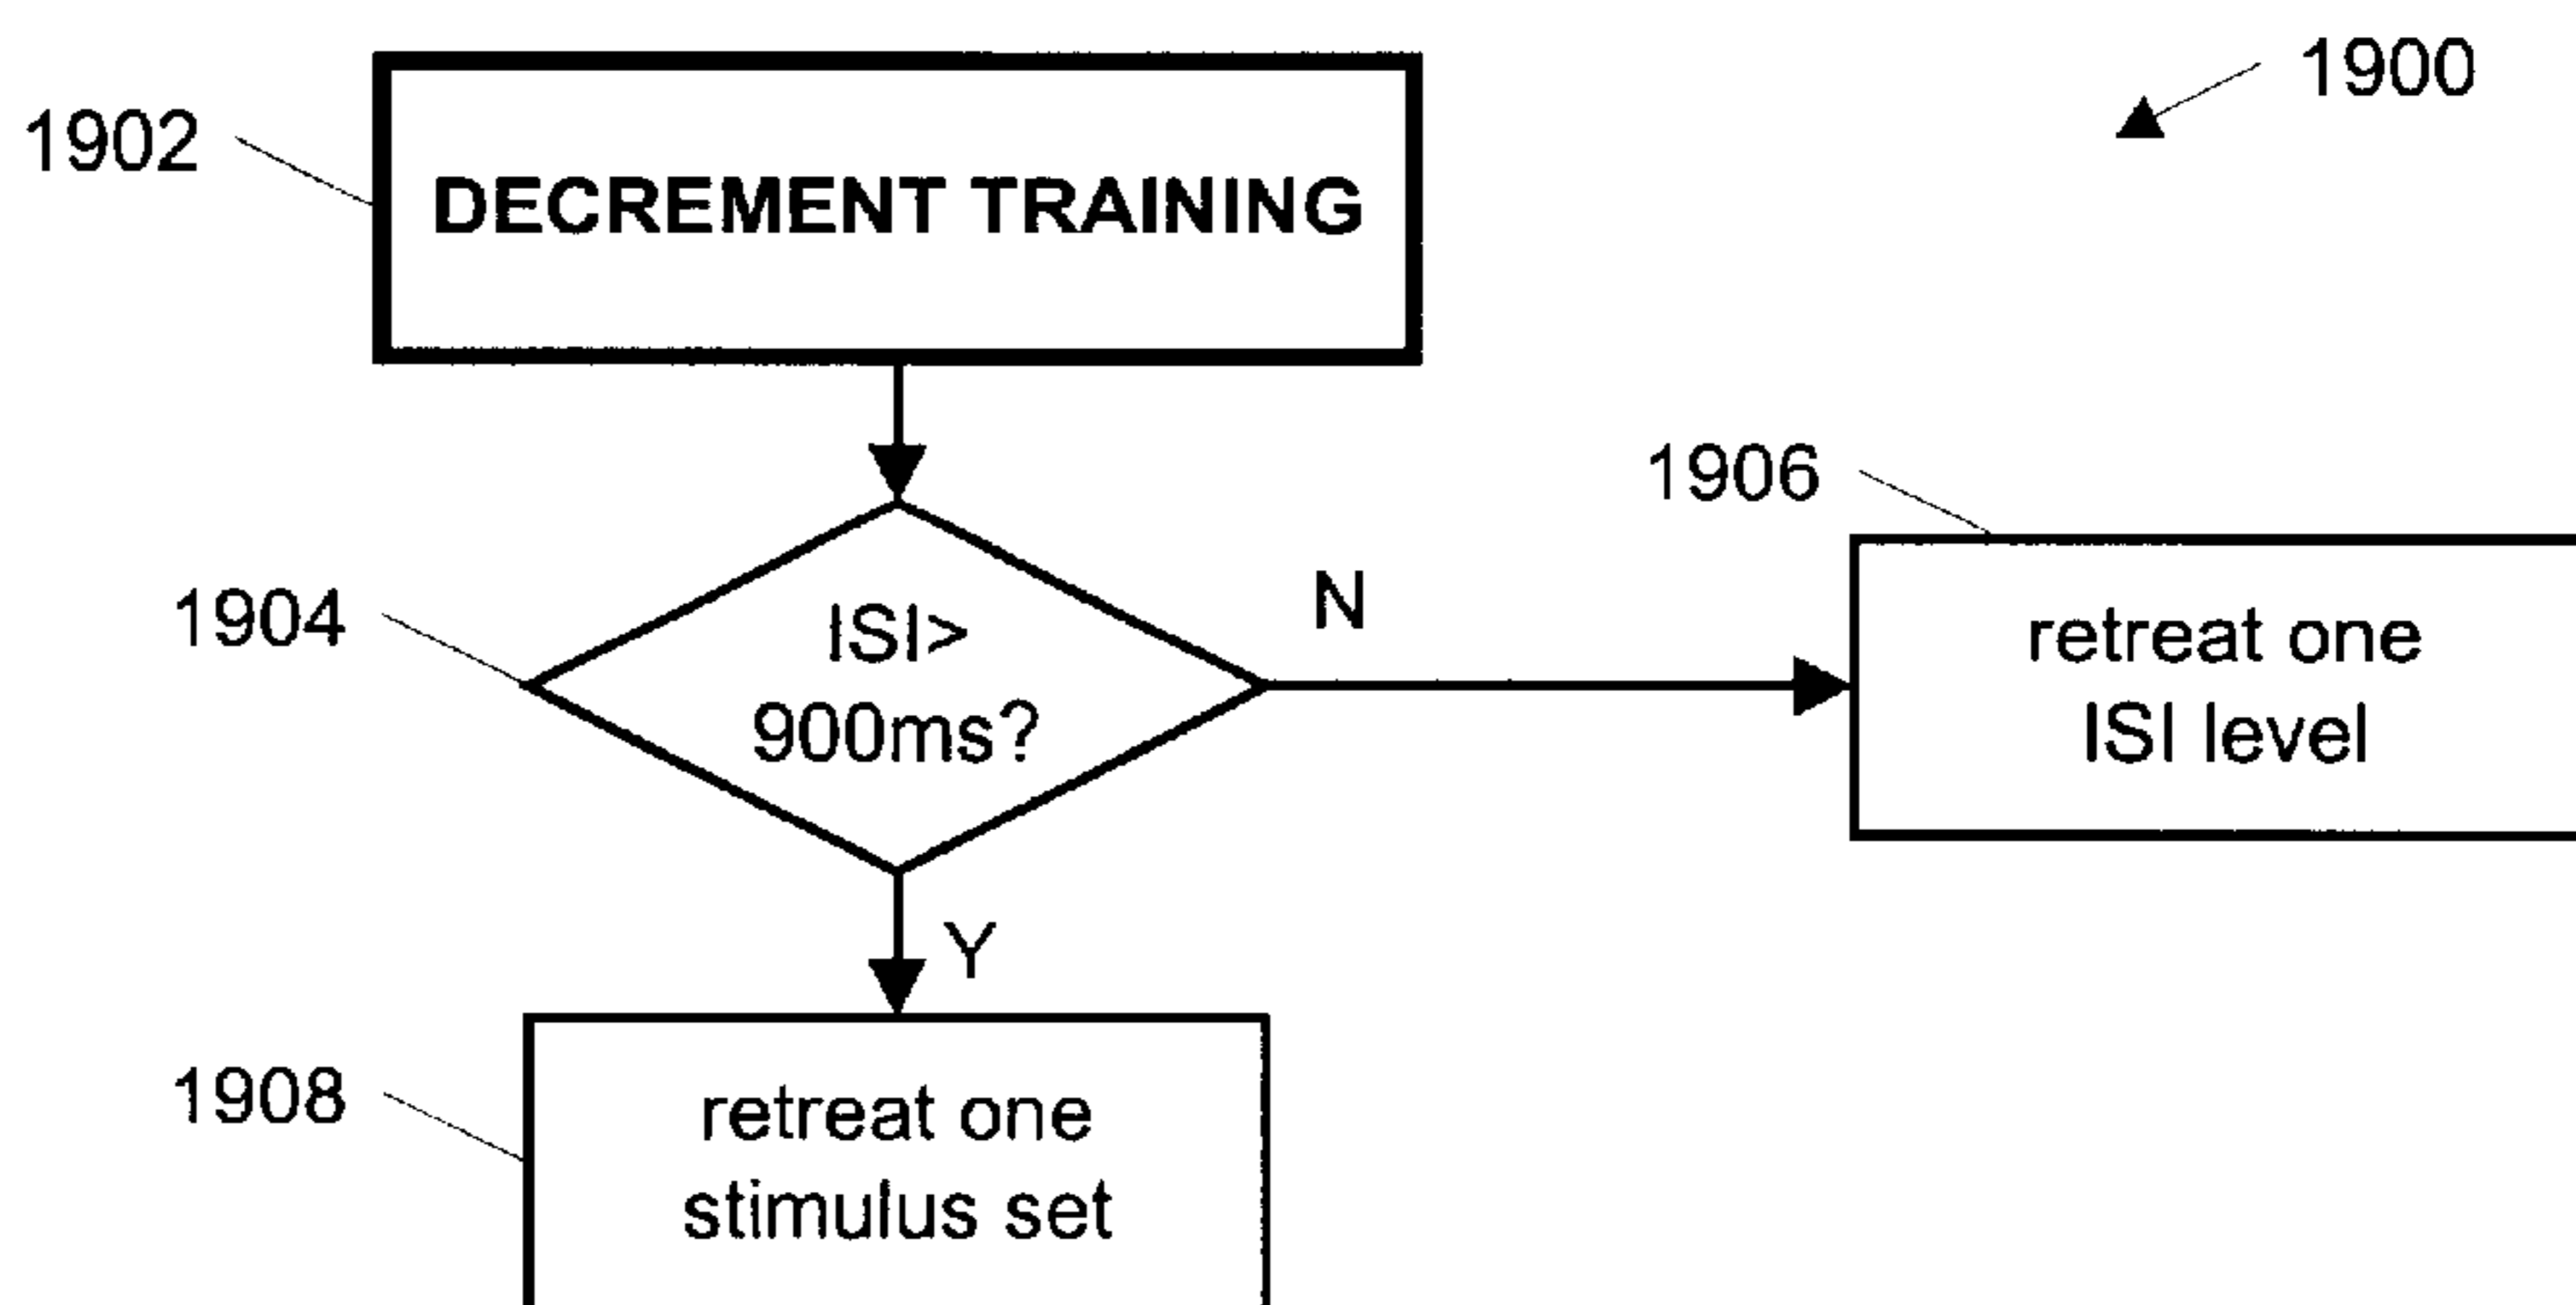 1900
1902
DECREMENT TRAINING
1906
1904
ISI>
900ms?
N
retreat one
ISI level
Y
1908
retreat one
stimulus set